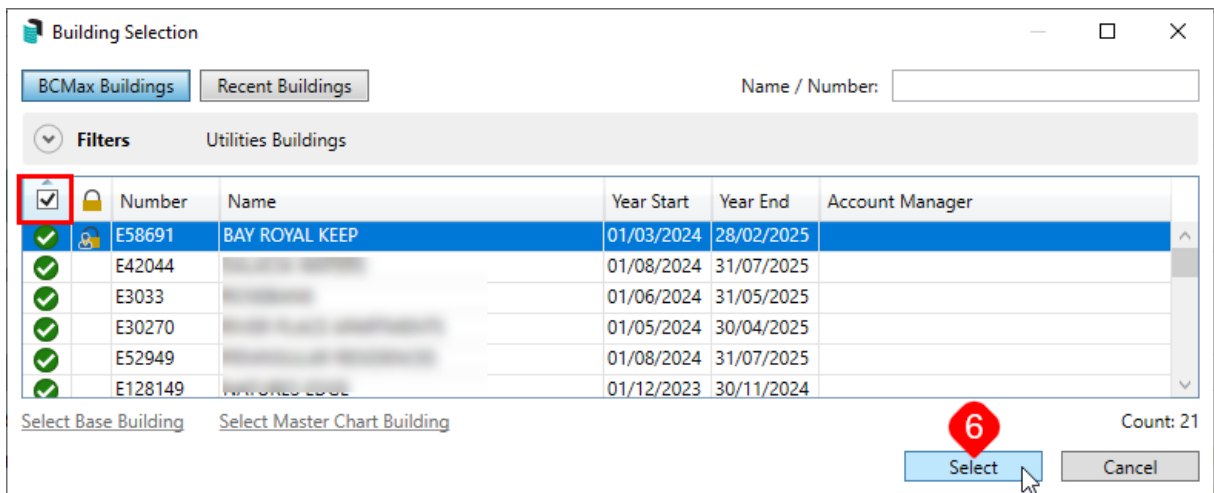 Building Selection
BCMax Buildings Recent Buildings Name / Number:
Filters Utilities Buildings
Number Name Year Start Year End Account Manager
E58691 BAY ROYAL KEEP 01/03/2024 28/02/2025
E42044 01/08/2024 31/07/2025
E3033 01/06/2024 31/05/2025
E30270 01/05/2024 30/04/2025
E52949 01/08/2024 31/07/2025
E128149 01/12/2023 30/11/2024
Select Base Building Select Master Chart Building Count: 21
6
Select Cancel